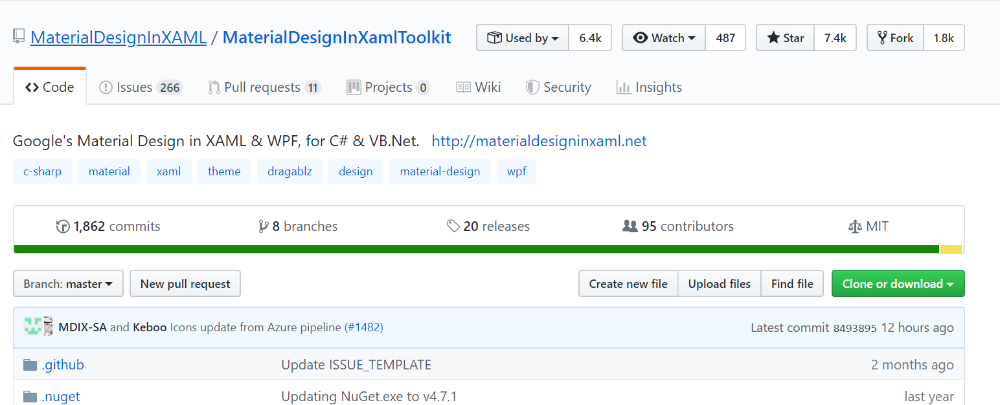 MaterialDesignInXAML / MaterialDesignInXamlToolkit Used by 6.4k Watch 487 Star 7.4k Fork 1.8k
Code Issues 266 Pull requests 11 Projects 0 Wiki Security Insights
Google's Material Design in XAML & WPF, for C# & VB.Net. http://materialdesigninxaml.net
c-sharp material xaml theme dragablz design material-design wpf
1,862 commits 8 branches 20 releases 95 contributors MIT
Branch: master New pull request Create new file Upload files Find file Clone or download
MDIX-SA and Keboo Icons update from Azure pipeline (#1482) Latest commit 8493895 12 hours ago
.github Update ISSUE_TEMPLATE 2 months ago
.nuget Updating NuGet.exe to v4.7.1 last year